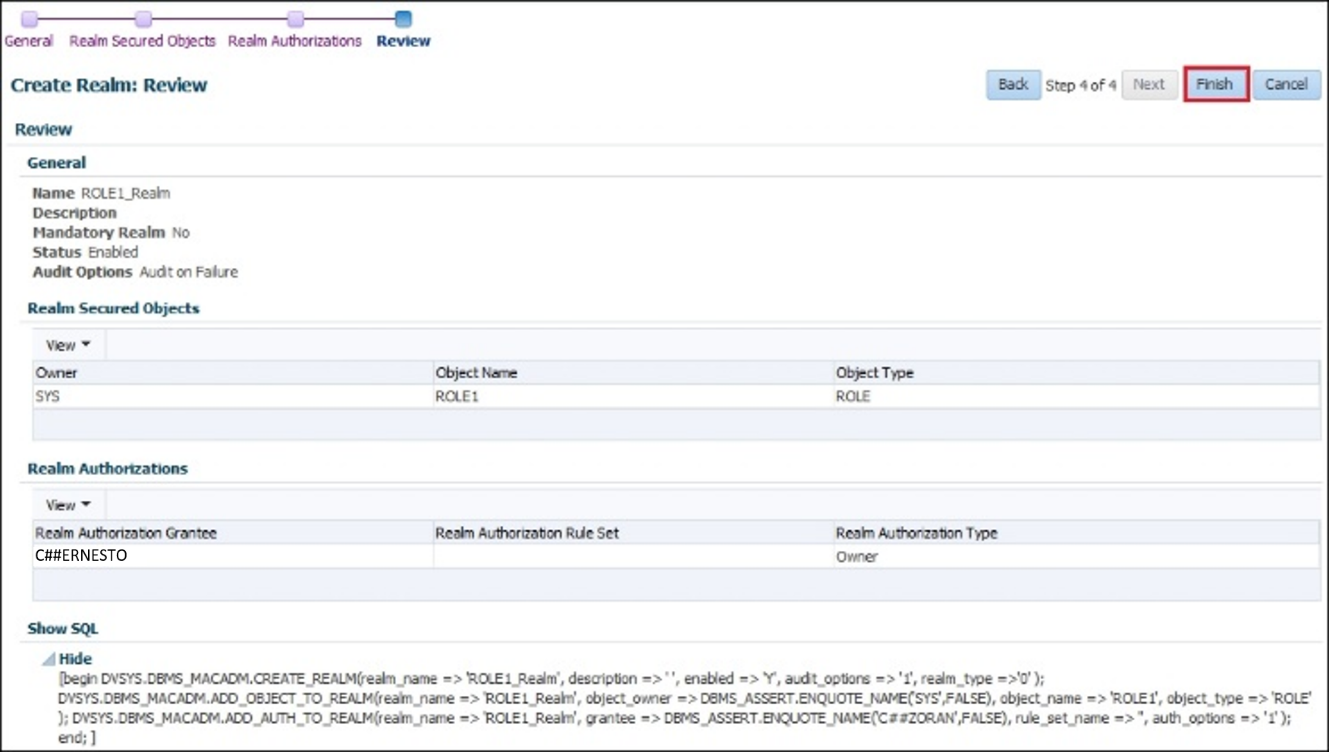 General Realm Secured Objects Realm Authorizations Review
Create Realm: Review
Back Step 4 of 4 Next Finish Cancel
Review
General
Name ROLE1_Realm
Description
Mandatory Realm No
Status Enabled
Audit Options Audit on Failure
Realm Secured Objects
View
Owner Object Name Object Type
SYS ROLE1 ROLE
Realm Authorizations
View
Realm Authorization Grantee Realm Authorization Rule Set Realm Authorization Type
C##ERNESTO Owner
Show SQL
Hide
[begin DVSYS.DBMS_MACADM.CREATE_REALM(realm_name => 'ROLE1_Realm', description => ' ', enabled => 'Y', audit_options => '1', realm_type =>'0' );
DVSYS.DBMS_MACADM.ADD_OBJECT_TO_REALM(realm_name => 'ROLE1_Realm', object_owner => DBMS_ASSERT.ENQUOTE_NAME('SYS',FALSE), object_name => 'ROLE1', object_type => 'ROLE'
); DVSYS.DBMS_MACADM.ADD_AUTH_TO_REALM(realm_name => 'ROLE1_Realm', grantee => DBMS_ASSERT.ENQUOTE_NAME('C##ZORAN',FALSE), rule_set_name => '', auth_options => '1' );
end; ]